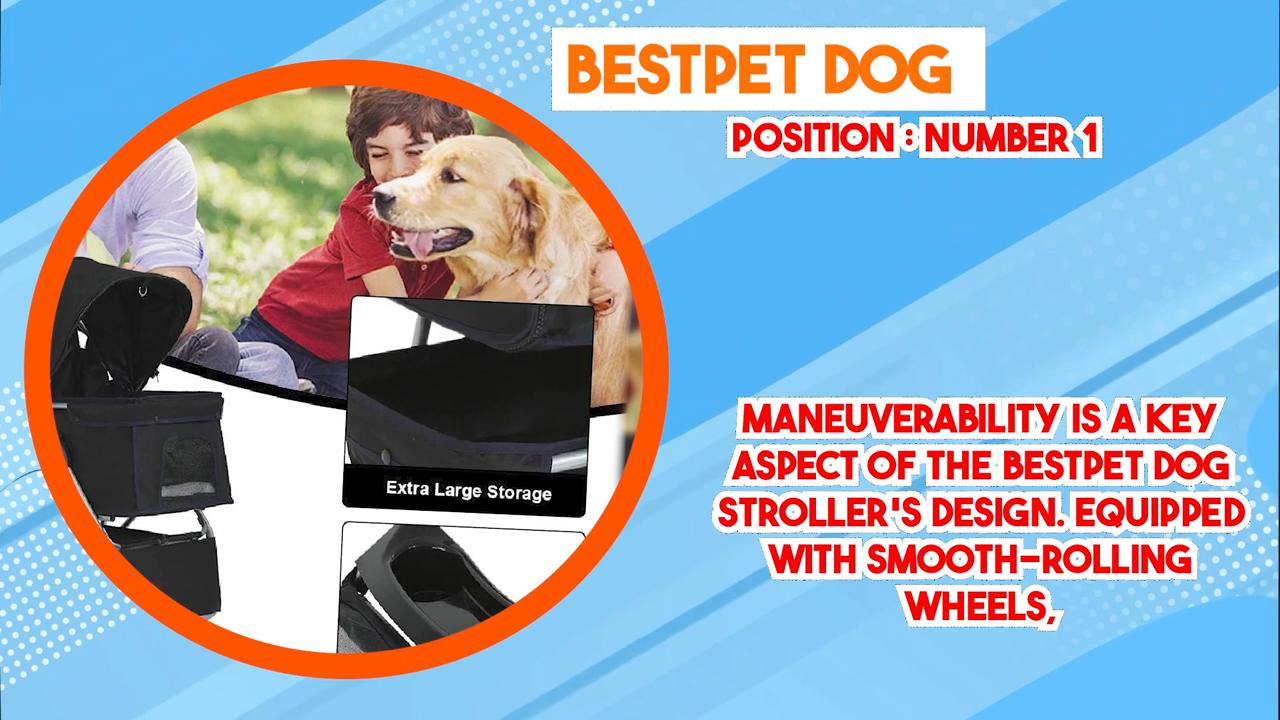 BESTPET DOG
POSITION : NUMBER 1
Extra Large Storage
MANEUVERABILITY IS A KEY
ASPECT OF THE BESTPET DOG
STROLLER'S DESIGN. EQUIPPED
WITH SMOOTH-ROLLING
WHEELS,